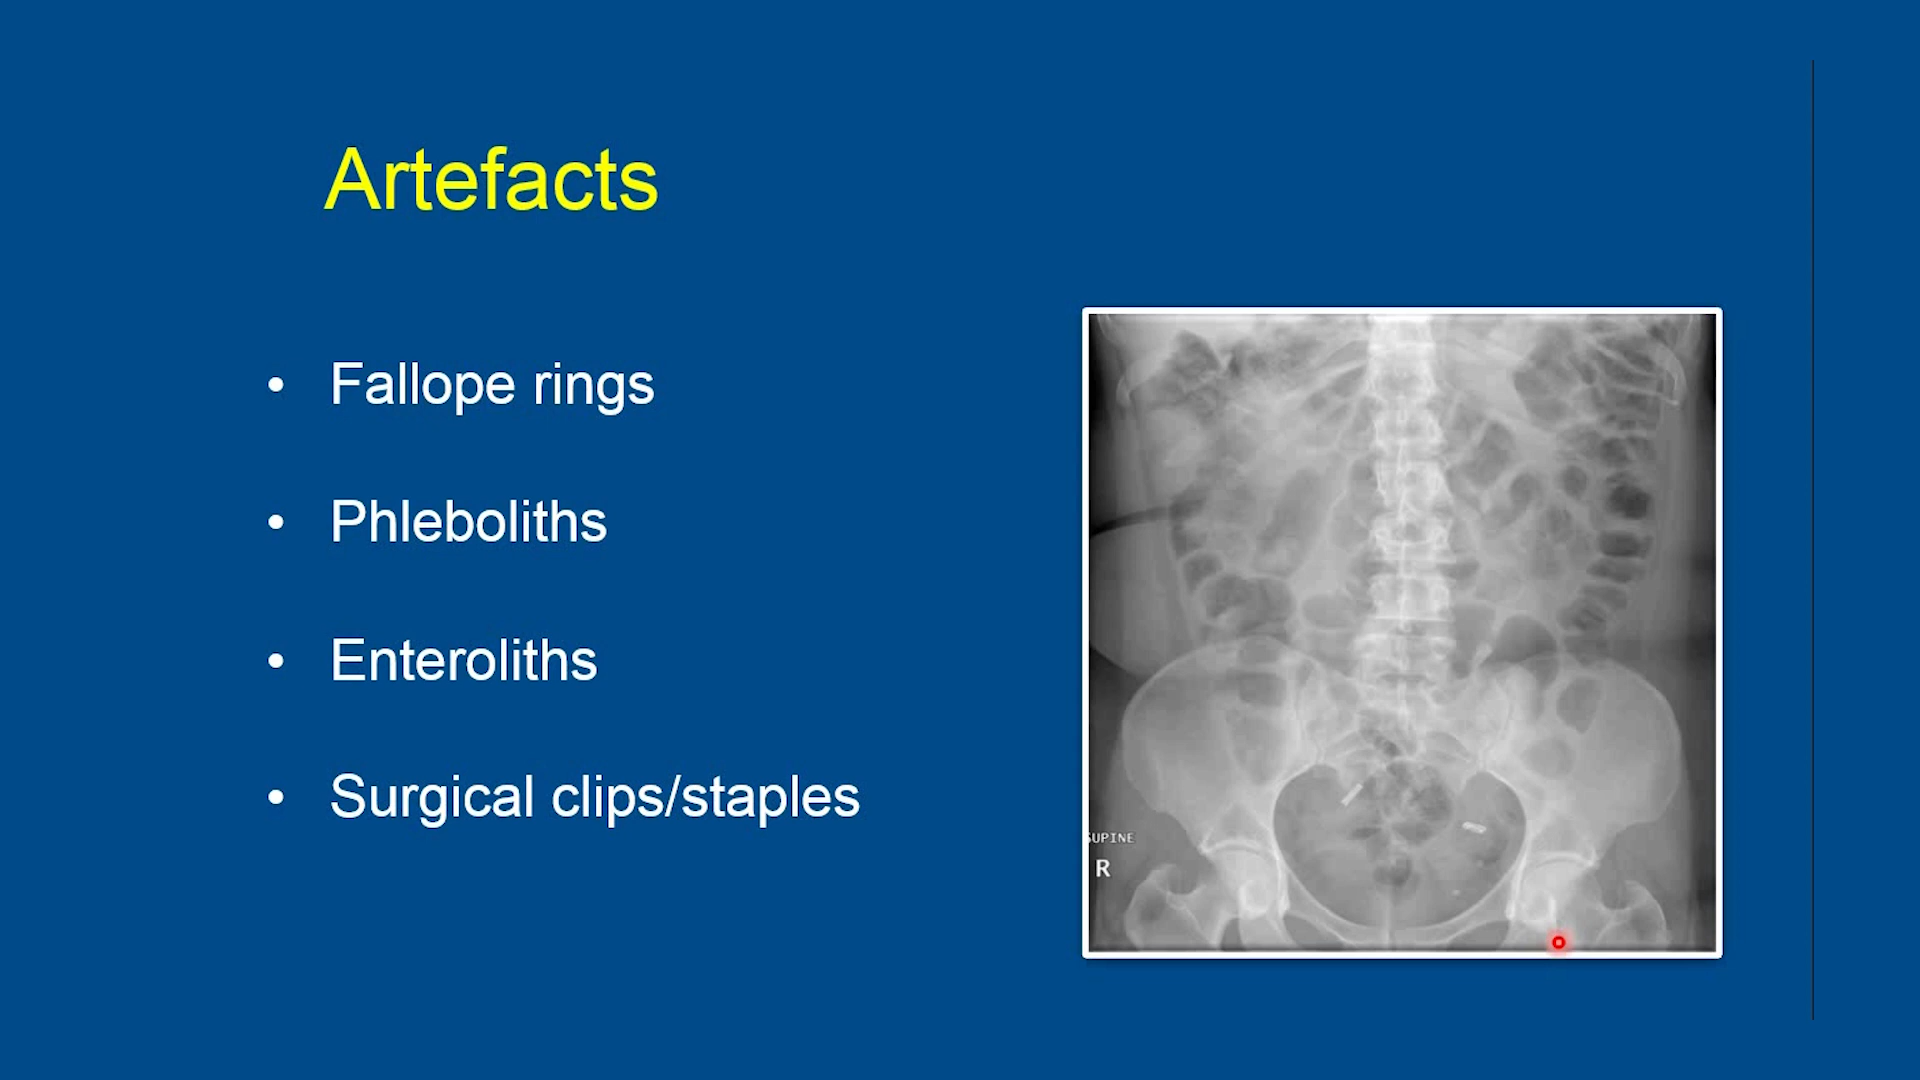 Artefacts
• Fallope rings
• Phleboliths
• Enteroliths
• Surgical clips/staples
SUPINE
R